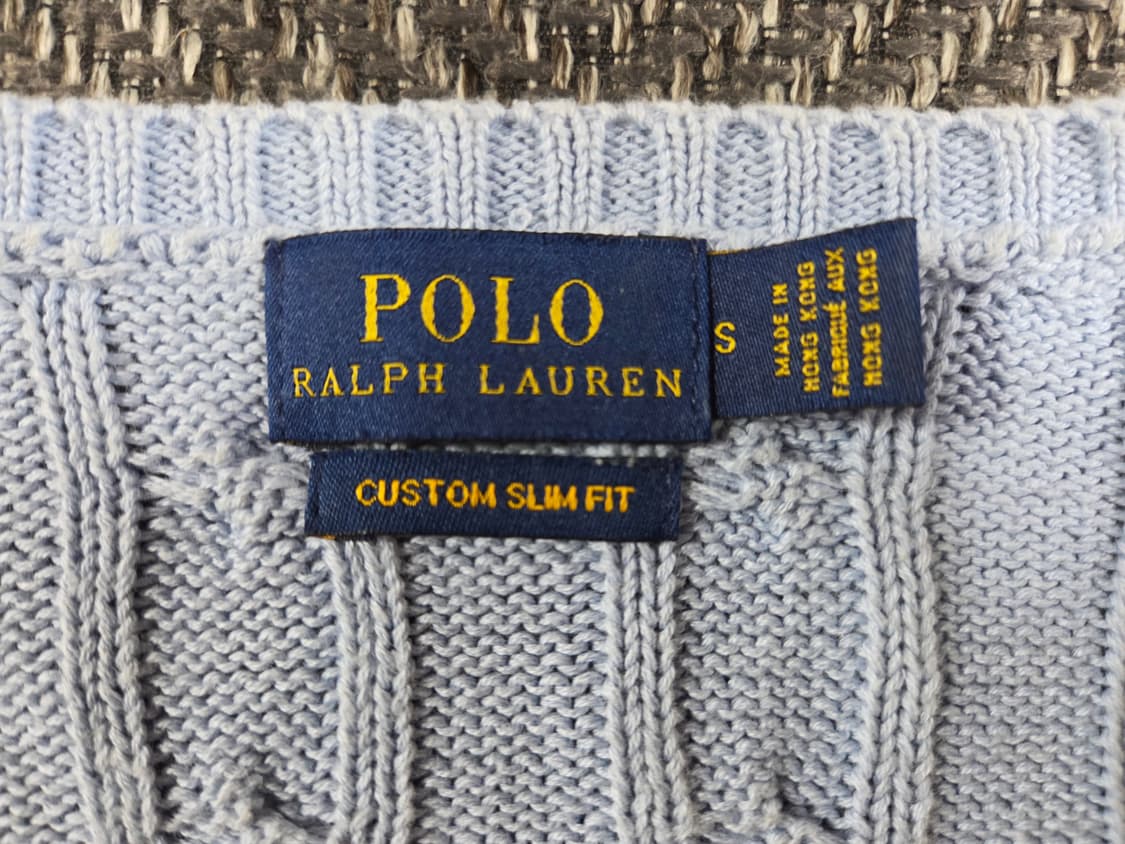 POLO
RALPH LAUREN
CUSTOM SLIM FIT
S
MADE IN
HONG KONG
FABRIQUÉ AUX
HONG KONG